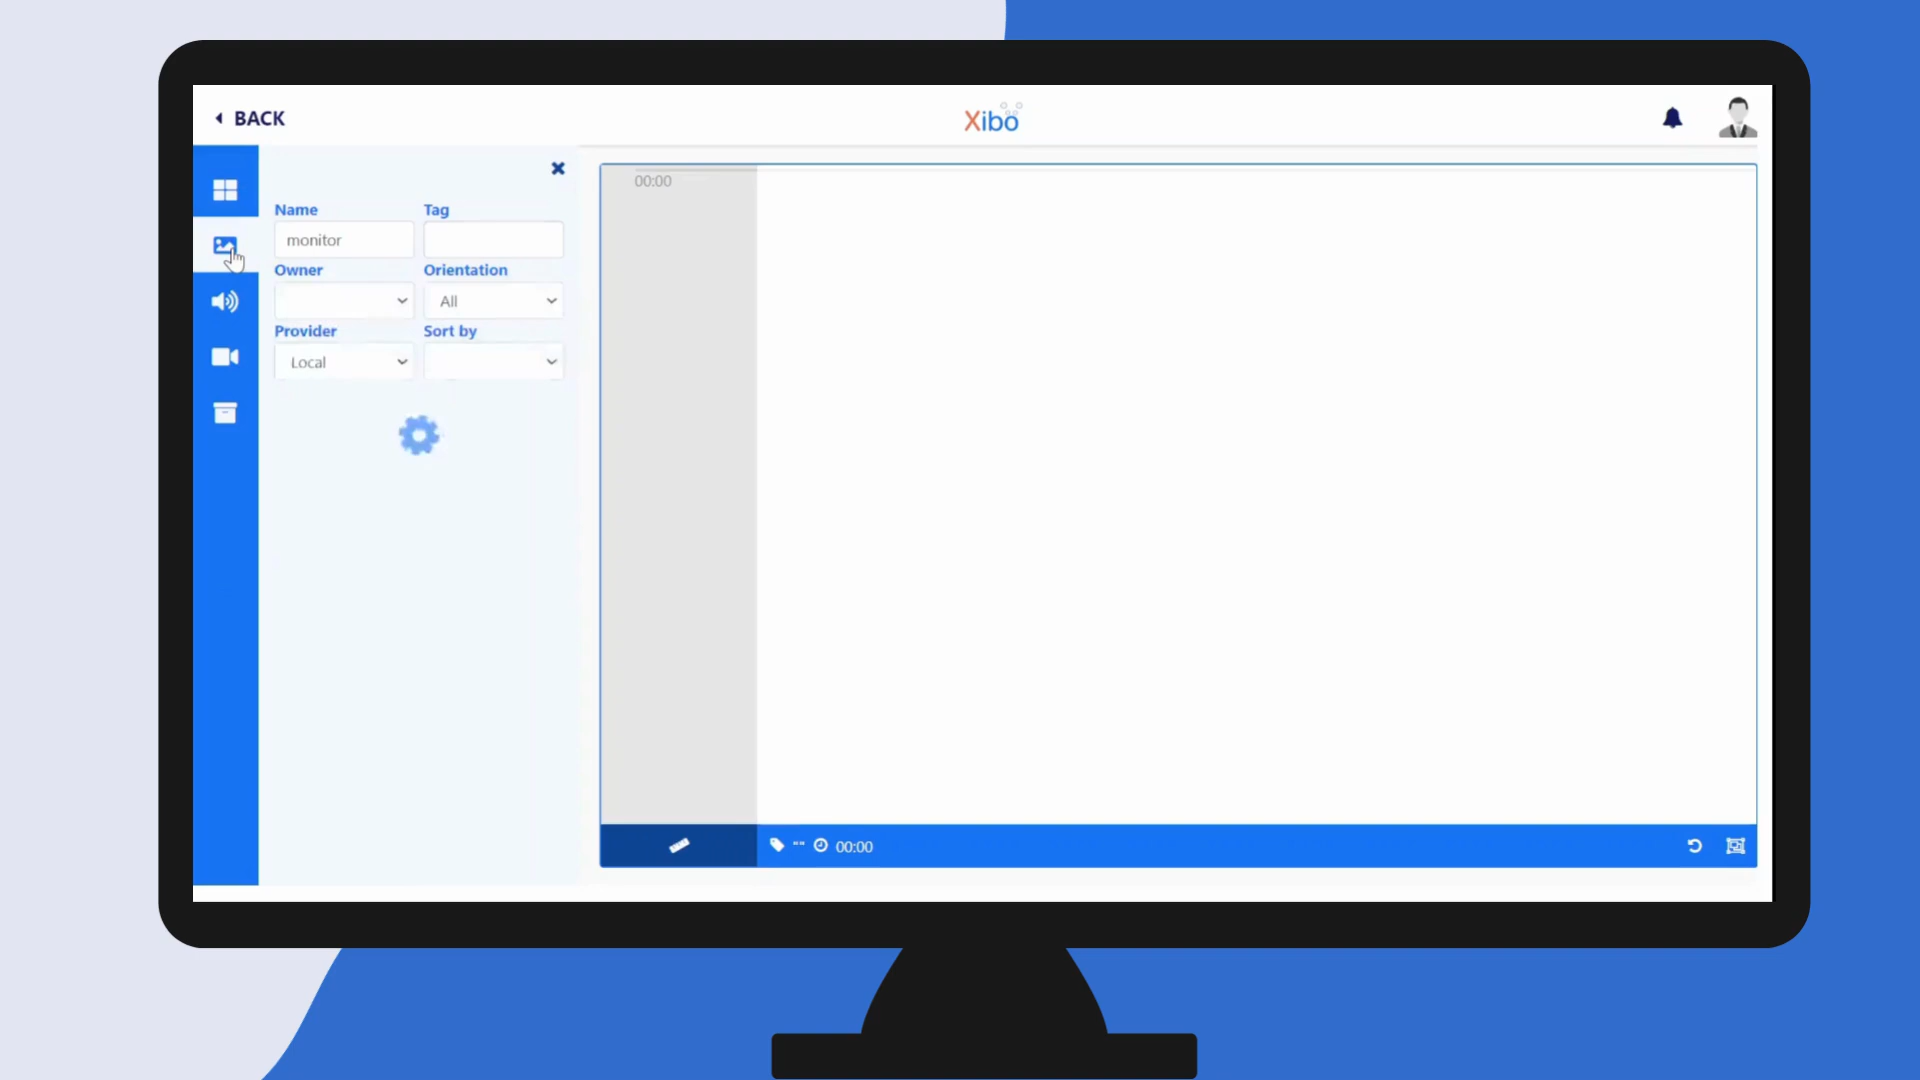 BACK
Xibo
00:00
Name
Tag
monitor
Owner
Orientation
All
Provider
Sort by
Local
"" 00:00